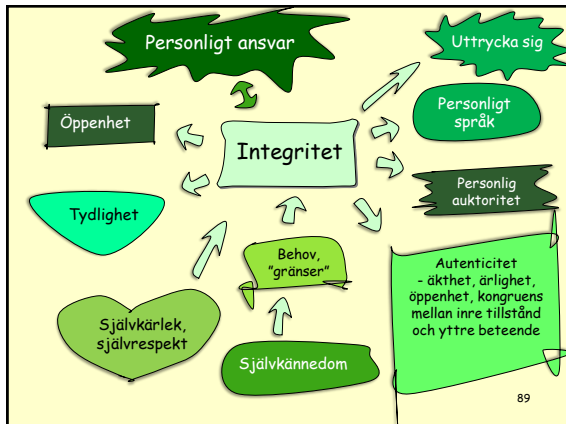 Personligt ansvar
Uttrycka sig
Öppenhet
Personligt
språk
Integritet
Personlig
auktoritet
Tydlighet
Behov,
"gränser"
Autenticitet
- äkthet, ärlighet,
öppenhet, kongruens
mellan inre tillstånd
och yttre beteende
Självkärlek,
självrespekt
Självkännedom
89